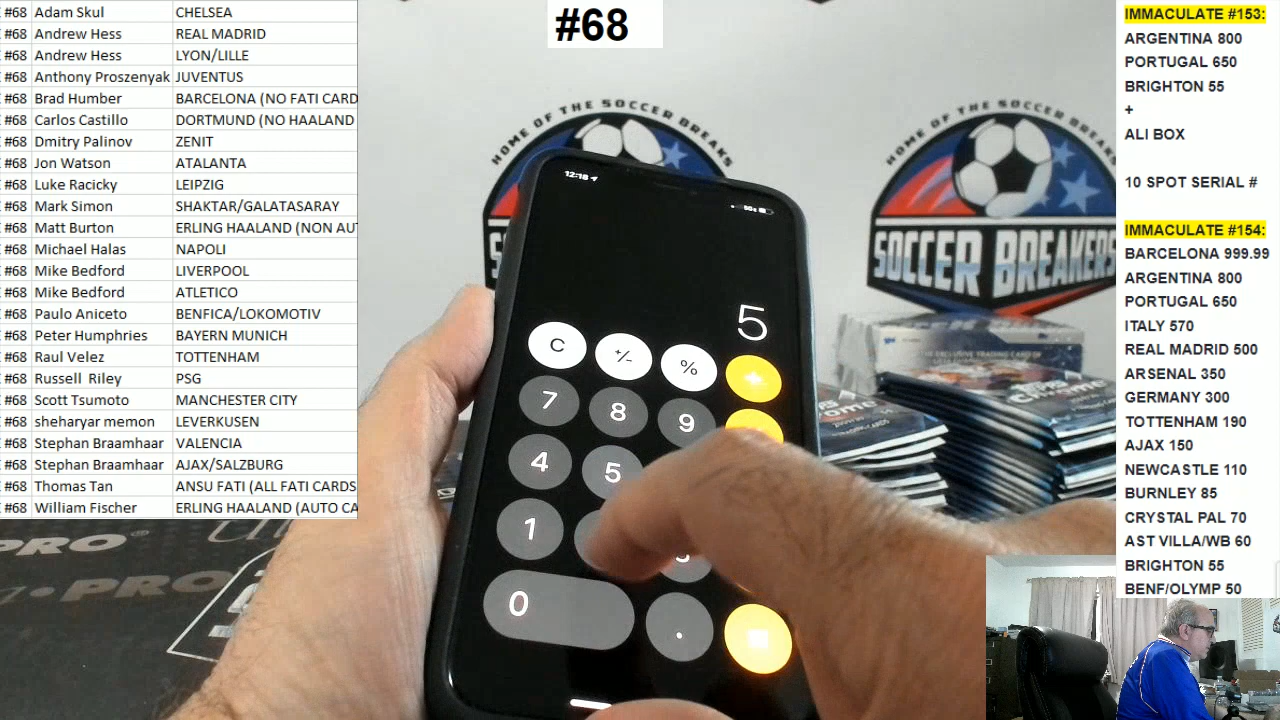 #68 Adam Skul CHELSEA
#68 Andrew Hess REAL MADRID
#68 Andrew Hess LYON/LILLE
#68 Anthony Proszenyak JUVENTUS
#68 Brad Humber BARCELONA (NO FATI CARD
#68 Carlos Castillo DORTMUND (NO HAALAND
#68 Dmitry Palinov ZENIT
#68 Jon Watson ATALANTA
#68 Luke Racicky LEIPZIG
#68 Mark Simon SHAKTAR/GALATASARAY
#68 Matt Burton ERLING HAALAND (NON AU
#68 Michael Halas NAPOLI
#68 Mike Bedford LIVERPOOL
#68 Mike Bedford ATLETICO
#68 Paulo Aniceto BENFICA/LOKOMOTIV
#68 Peter Humphries BAYERN MUNICH
#68 Raul Velez TOTTENHAM
#68 Russell Riley PSG
#68 Scott Tsumoto MANCHESTER CITY
#68 sheharyar memon LEVERKUSEN
#68 Stephan Braamhair VALENCIA
#68 Stephan Braamhaar AJAX/SALZBURG
#68 Thomas Tan ANSU FATI (ALL FATI CARDS
#68 William Fischer ERLING HAALAND (AUTO CA
#68
HOME OF THE SOCCER BREAKS
SOCCER BREAKERS
HOME OF THE SOCCER BREAKS
SOCCER BREAKERS
12:18
5
C +/- %
7 8 9
4 5
1
0 .
PRO
PRO
IMMACULATE #153:
ARGENTINA 800
PORTUGAL 650
BRIGHTON 55
+
ALI BOX
10 SPOT SERIAL #
IMMACULATE #154:
BARCELONA 999.99
ARGENTINA 800
PORTUGAL 650
ITALY 570
REAL MADRID 500
ARSENAL 350
GERMANY 300
TOTTENHAM 190
AJAX 150
NEWCASTLE 110
BURNLEY 85
CRYSTAL PAL 70
AST VILLA/WB 60
BRIGHTON 55
BENF/OLYMP 50